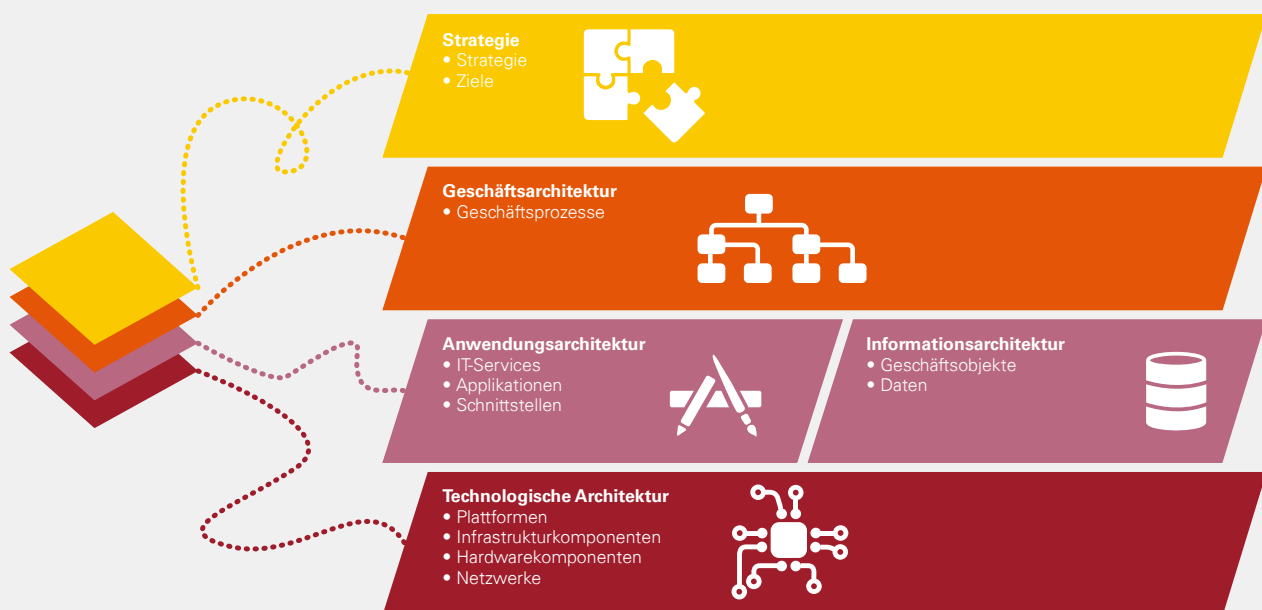 Strategie
• Strategie
• Ziele
Geschäftsarchitektur
• Geschäftsprozesse
Anwendungsarchitektur
• IT-Services
• Applikationen
• Schnittstellen
Informationsarchitektur
• Geschäftsobjekte
• Daten
Technologische Architektur
• Plattformen
• Infrastrukturkomponenten
• Hardwarekomponenten
• Netzwerke